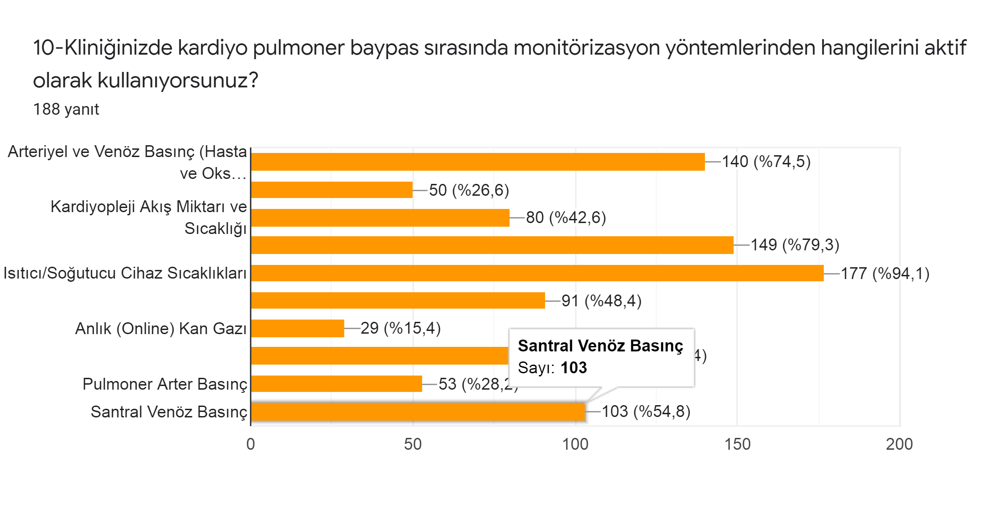 10-Kliniğinizde kardiyo pulmoner baypas sırasında monitörizasyon yöntemlerinden hangilerini aktif
olarak kullanıyorsunuz?
188 yanıt
Arteriyel ve Venöz Basınç (Hasta
ve Oks…
140 (%74,5)
50 (%26,6)
Kardiyopleji Akış Miktarı ve
Sıcaklığı
80 (%42,6)
149 (%79,3)
Isıtıcı/Soğutucu Cihaz Sıcaklıkları
177 (%94,1)
91 (%48,4)
Anlık (Online) Kan Gazı
29 (%15,4)
Santral Venöz Basınç
Sayı: 103
4)
Pulmoner Arter Basınç
53 (%28,2)
Santral Venöz Basınç
103 (%54,8)
0 50 100 150 200